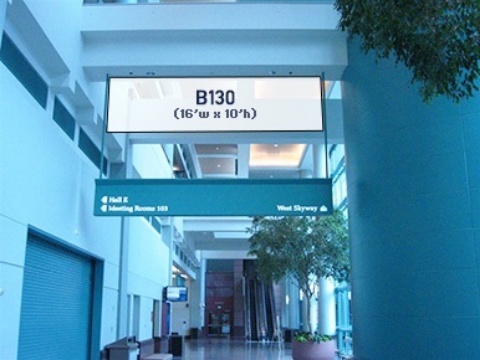 B130
(16'w x 10'h)
Hall E
Meeting Rooms 103
West Skyway